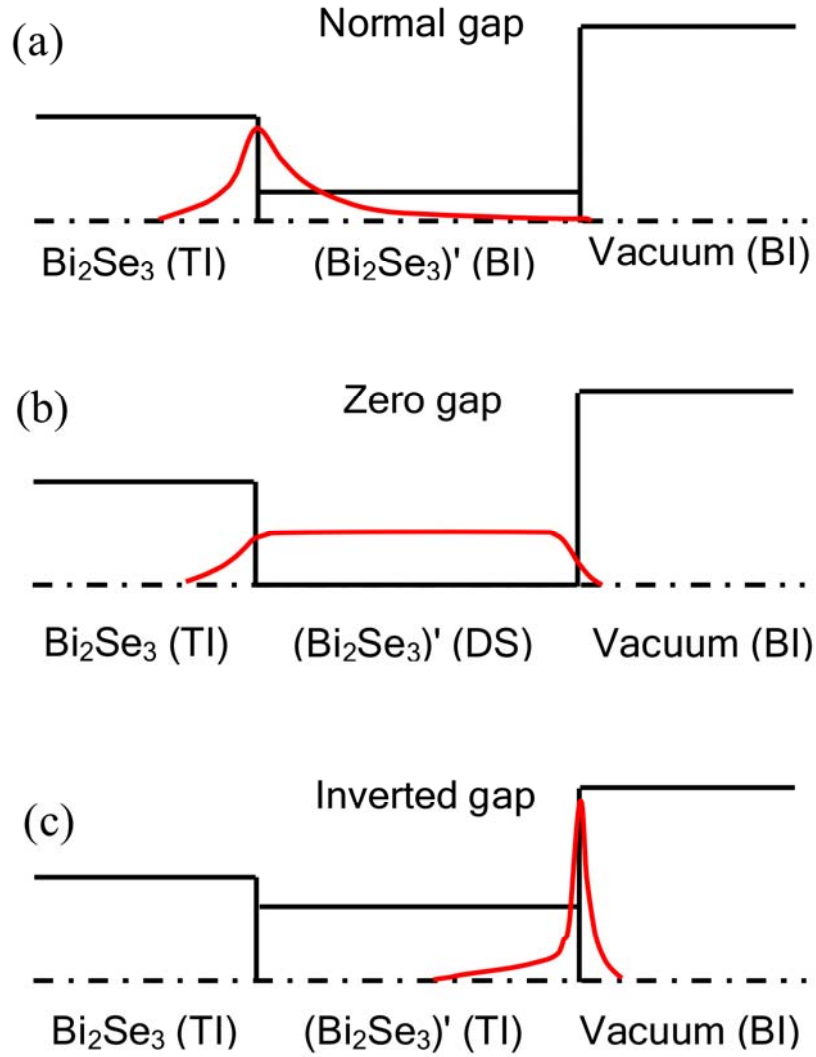 (a)
Normal gap
Bi₂Se₃ (TI) (Bi₂Se₃)' (BI) Vacuum (BI)
(b)
Zero gap
Bi₂Se₃ (TI) (Bi₂Se₃)' (DS) Vacuum (BI)
(c)
Inverted gap
Bi₂Se₃ (TI) (Bi₂Se₃)' (TI) Vacuum (BI)